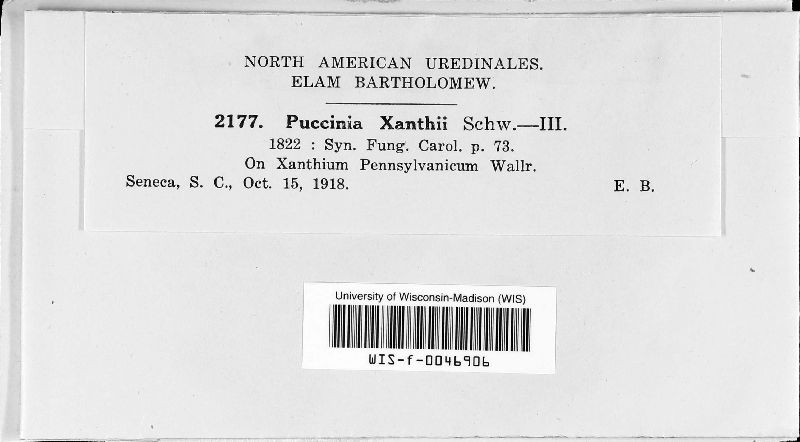 NORTH AMERICAN UREDINALES.
ELAM BARTHOLOMEW.
2177. Puccinia Xanthii Schw.—III.
1822 : Syn. Fung. Carol. p. 73.
On Xanthium Pennsylvanicum Wallr.
Seneca, S. C., Oct. 15, 1918. E. B.
University of Wisconsin-Madison (WIS)
WIS-f-0046906